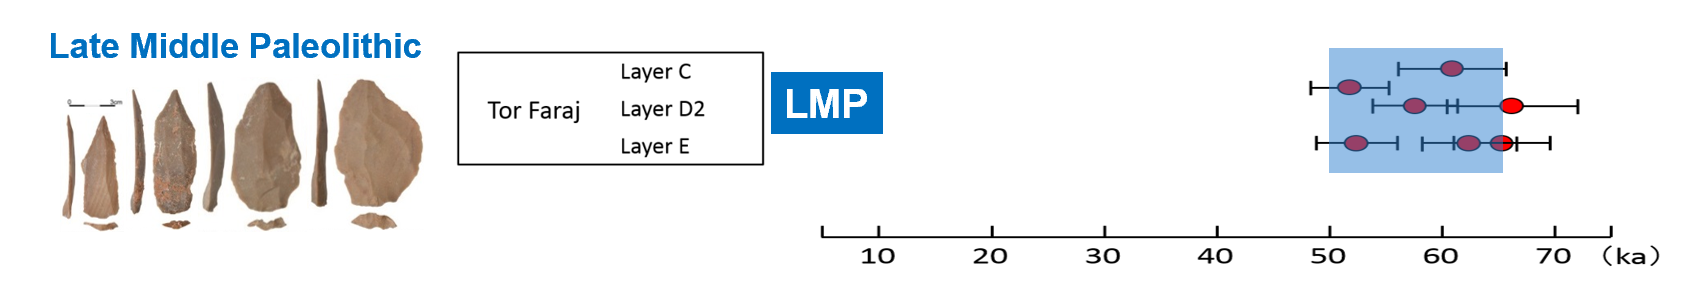 Late Middle Paleolithic
Layer C
Tor Faraj
Layer D2
Layer E
LMP
10 20 30 40 50 60 70 （ka）